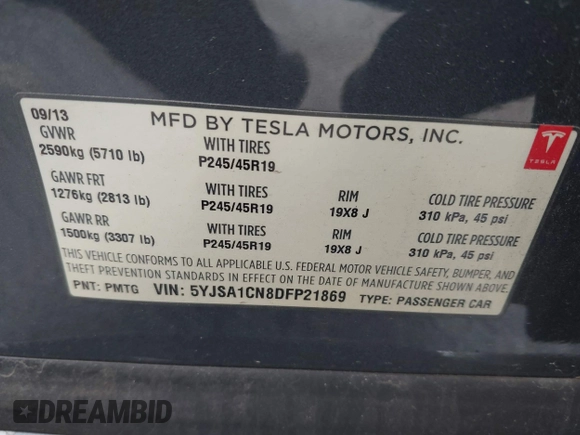 09/13 MFD BY TESLA MOTORS, INC.
GVWR WITH TIRES
2590kg (5710 lb) P245/45R19
TESLA
GAWR FRT WITH TIRES RIM COLD TIRE PRESSURE
1276kg (2813 lb) P245/45R19 19X8 J 310 kPa, 45 psi
GAWR RR WITH TIRES RIM COLD TIRE PRESSURE
1500kg (3307 lb) P245/45R19 19X8 J 310 kPa, 45 psi
THIS VEHICLE CONFORMS TO ALL APPLICABLE U.S. FEDERAL MOTOR VEHICLE SAFETY, BUMPER, AND
THEFT PREVENTION STANDARDS IN EFFECT ON THE DATE OF MANUFACTURE SHOWN ABOVE.
PNT: PMTG VIN: 5YJSA1CN8DFP21869 TYPE: PASSENGER CAR
DREAMBID